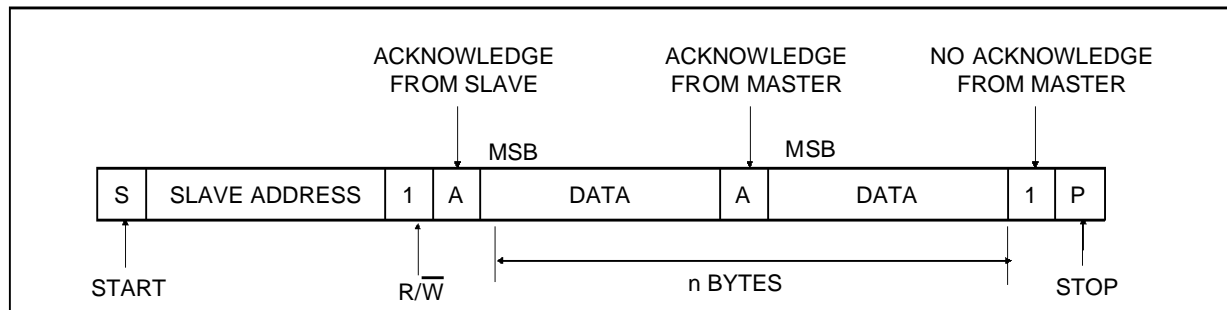 ACKNOWLEDGE
FROM SLAVE
ACKNOWLEDGE
FROM MASTER
NO ACKNOWLEDGE
FROM MASTER
MSB
MSB
S SLAVE ADDRESS 1 A DATA A DATA 1 P
START
R/W̅
n BYTES
STOP